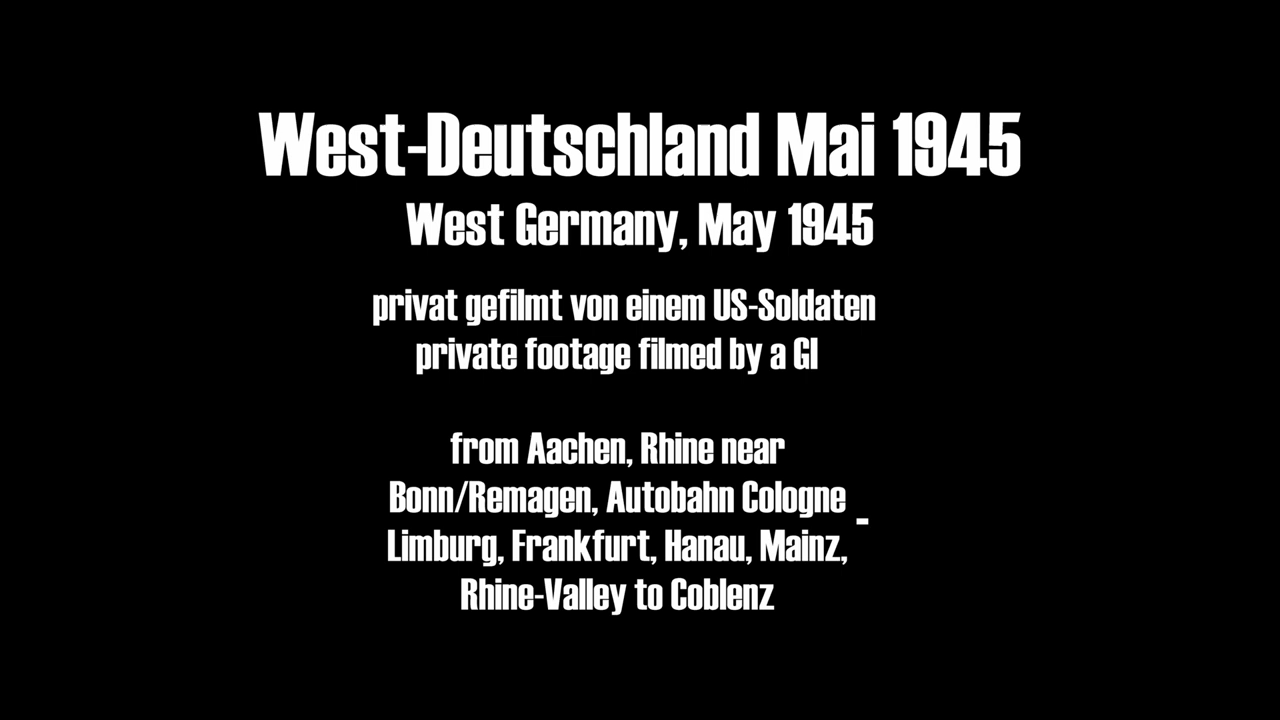 West-Deutschland Mai 1945
West Germany, May 1945
privat gefilmt von einem US-Soldaten
private footage filmed by a GI
from Aachen, Rhine near
Bonn/Remagen, Autobahn Cologne -
Limburg, Frankfurt, Hanau, Mainz,
Rhine-Valley to Coblenz